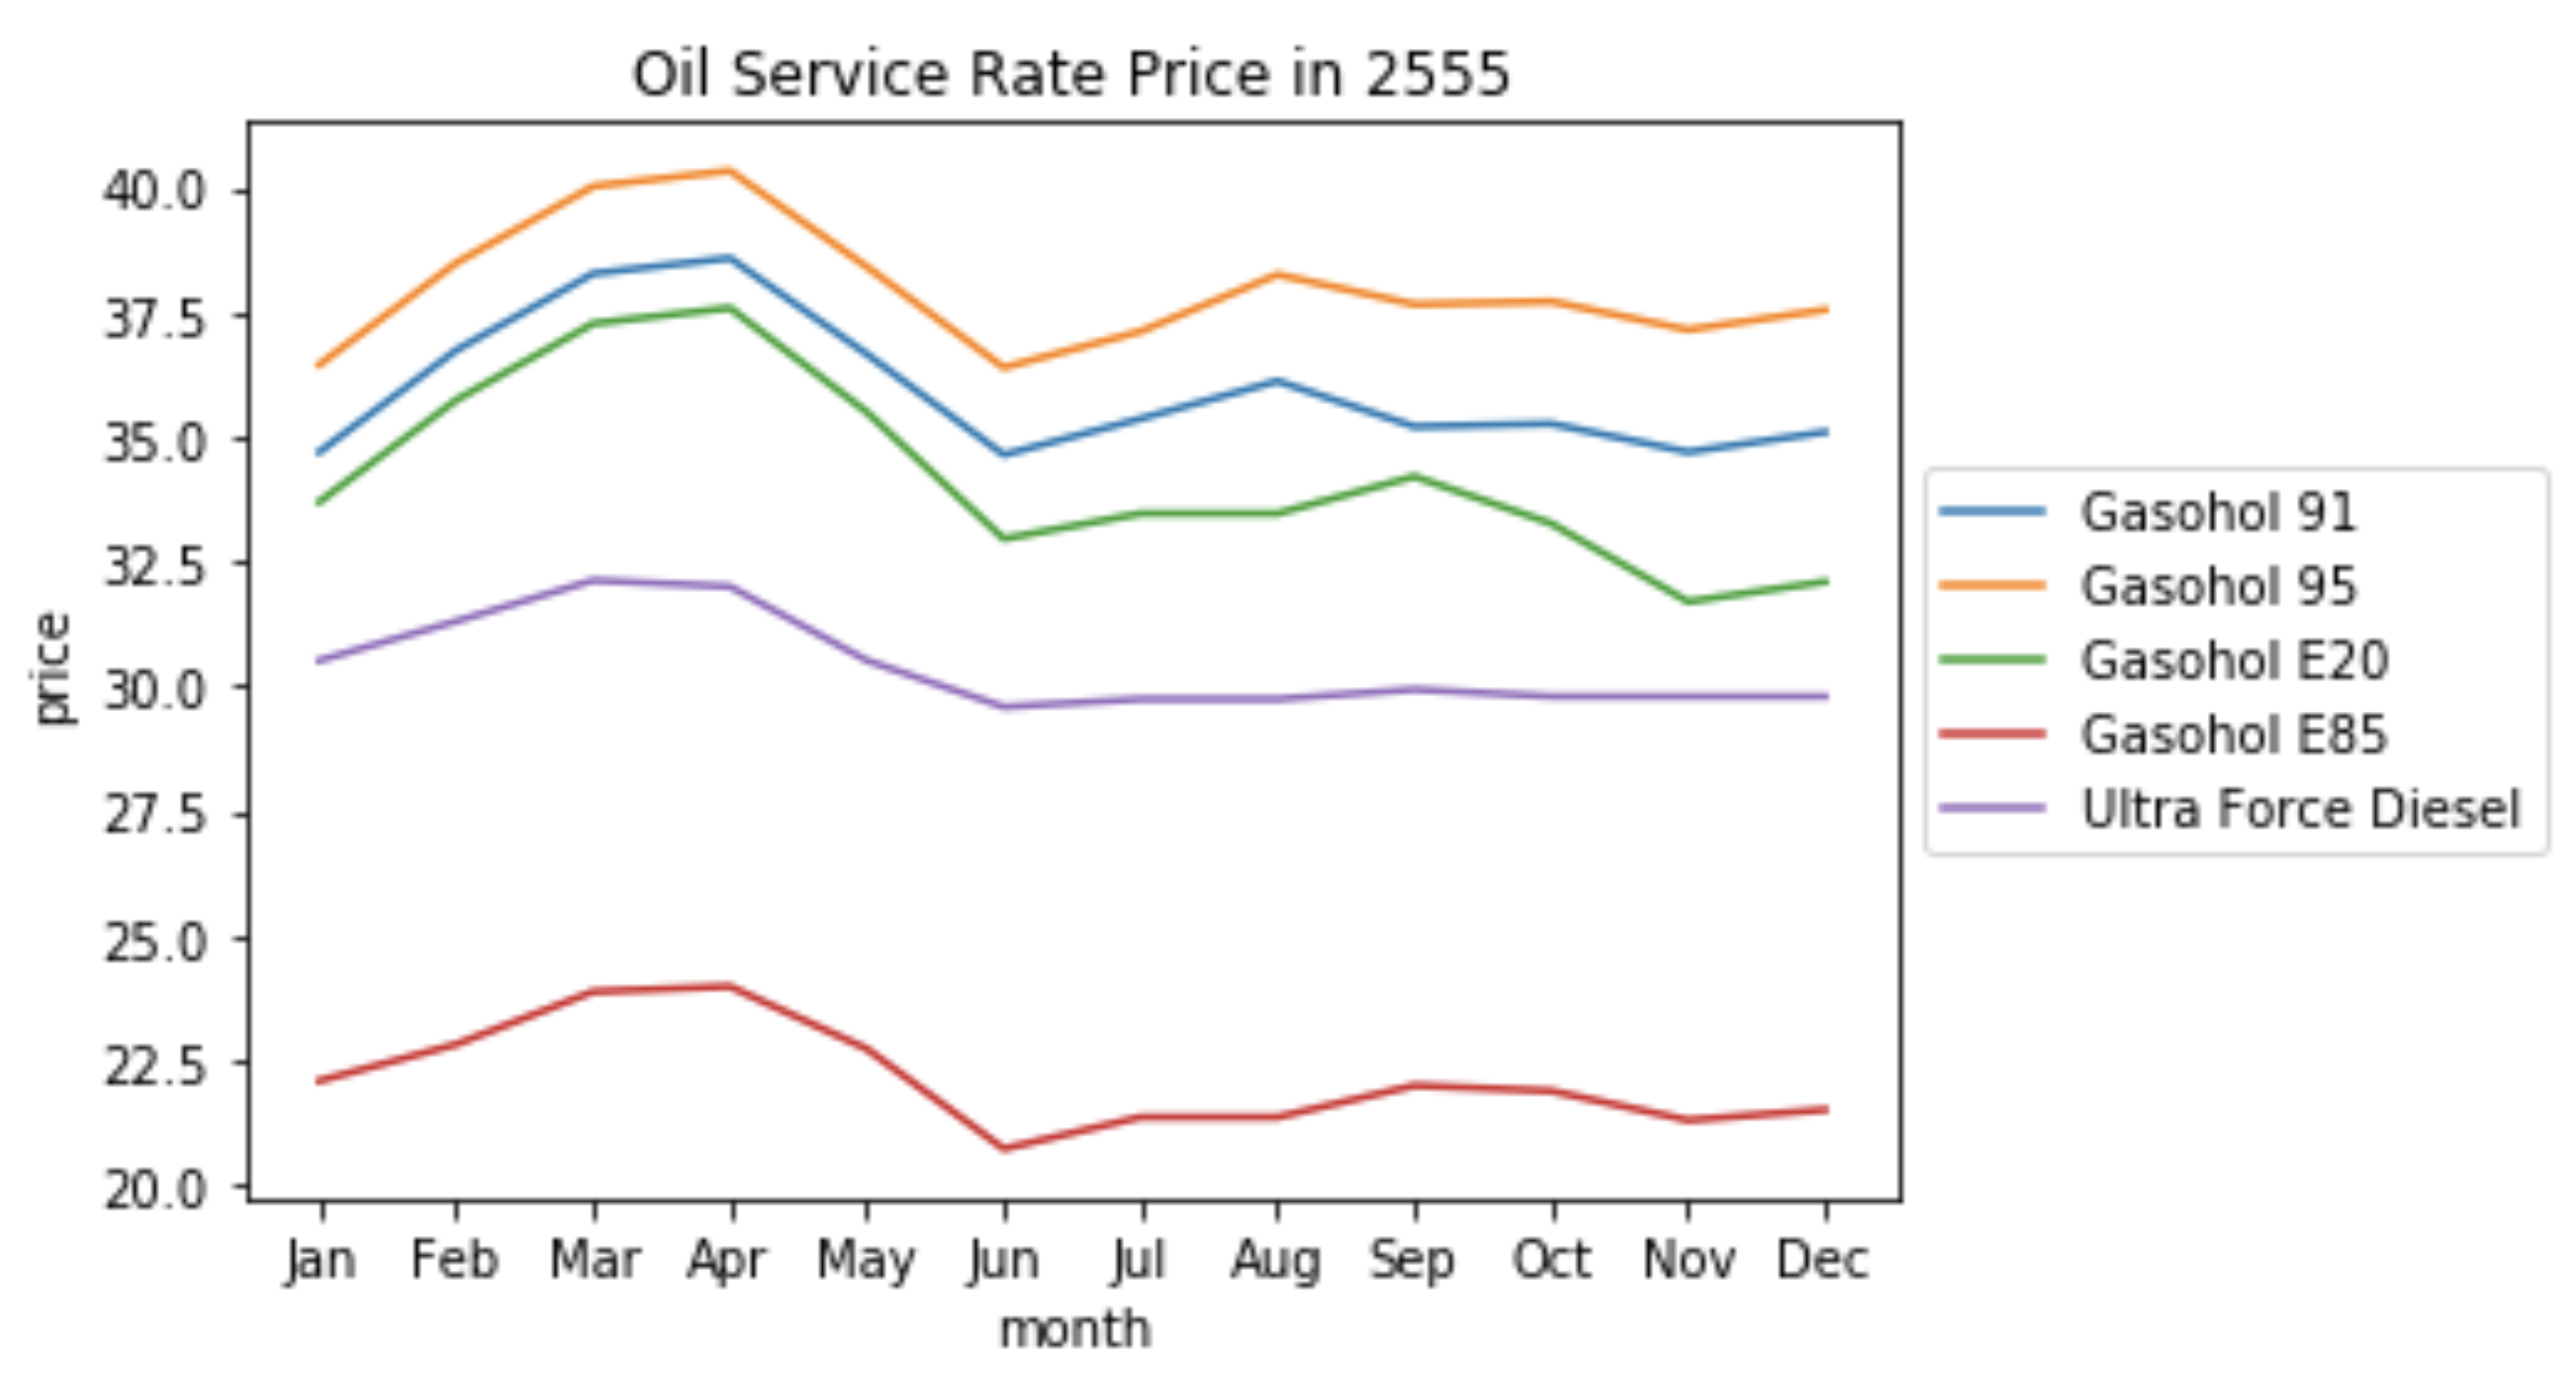 Oil Service Rate Price in 2555
price
40.0
37.5
35.0
32.5
30.0
27.5
25.0
22.5
20.0
Jan Feb Mar Apr May Jun Jul Aug Sep Oct Nov Dec
month
Gasohol 91
Gasohol 95
Gasohol E20
Gasohol E85
Ultra Force Diesel